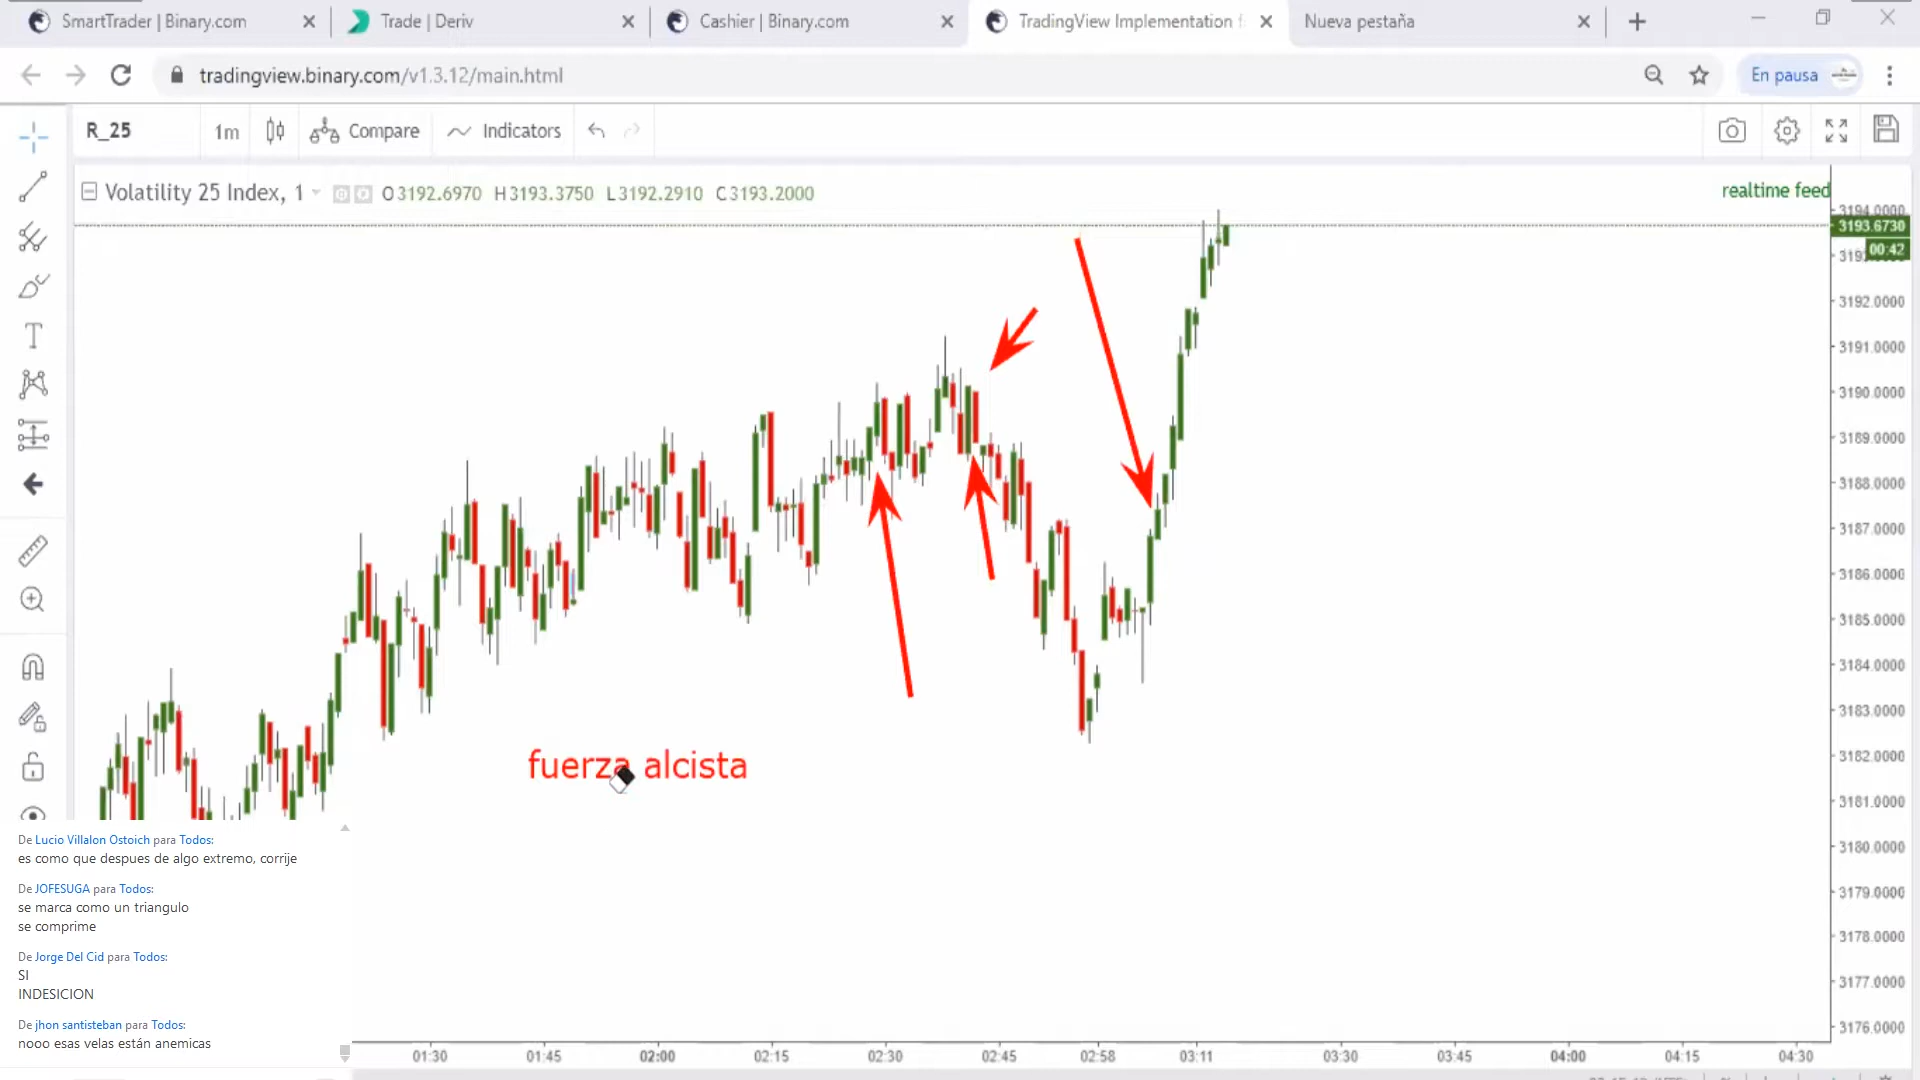 SmartTrader | Binary.com
Trade | Deriv
Cashier | Binary.com
TradingView Implementation f
Nueva pestaña
tradingview.binary.com/v1.3.12/main.html
En pausa
R_25
1m
Compare
Indicators
Volatility 25 Index, 1
O3192.6970 H3193.3750 L3192.2910 C3193.2000
realtime feed
3194.0000
3193.6730
00:42
3192.0000
3191.0000
3190.0000
3189.0000
3188.0000
3187.0000
3186.0000
3185.0000
3184.0000
3183.0000
3182.0000
3181.0000
3180.0000
3179.0000
3178.0000
3177.0000
3176.0000
fuerza alcista
De Lucio Villalon Ostoich para Todos:
es como que despues de algo extremo, corrije
De JOFESUGA para Todos:
se marca como un triangulo
se comprime
De Jorge Del Cid para Todos:
SI
INDESICION
De jhon santisteban para Todos:
nooo esas velas están anemicas
01:30 01:45 02:00 02:15 02:30 02:45 02:58 03:11 03:30 03:45 04:00 04:15 04:30